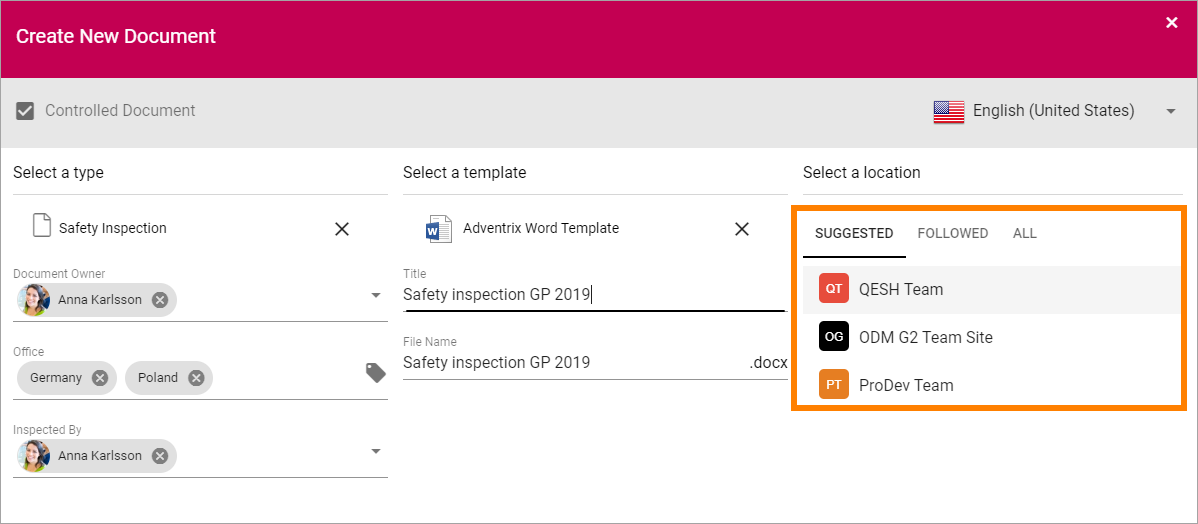 Create New Document
Controlled Document
English (United States)
Select a type
Safety Inspection
Document Owner
Anna Karlsson
Office
Germany
Poland
Inspected By
Anna Karlsson
Select a template
W
Adventrix Word Template
Title
Safety inspection GP 2019
File Name
Safety inspection GP 2019 .docx
Select a location
SUGGESTED FOLLOWED ALL
QT QESH Team
OG ODM G2 Team Site
PT ProDev Team